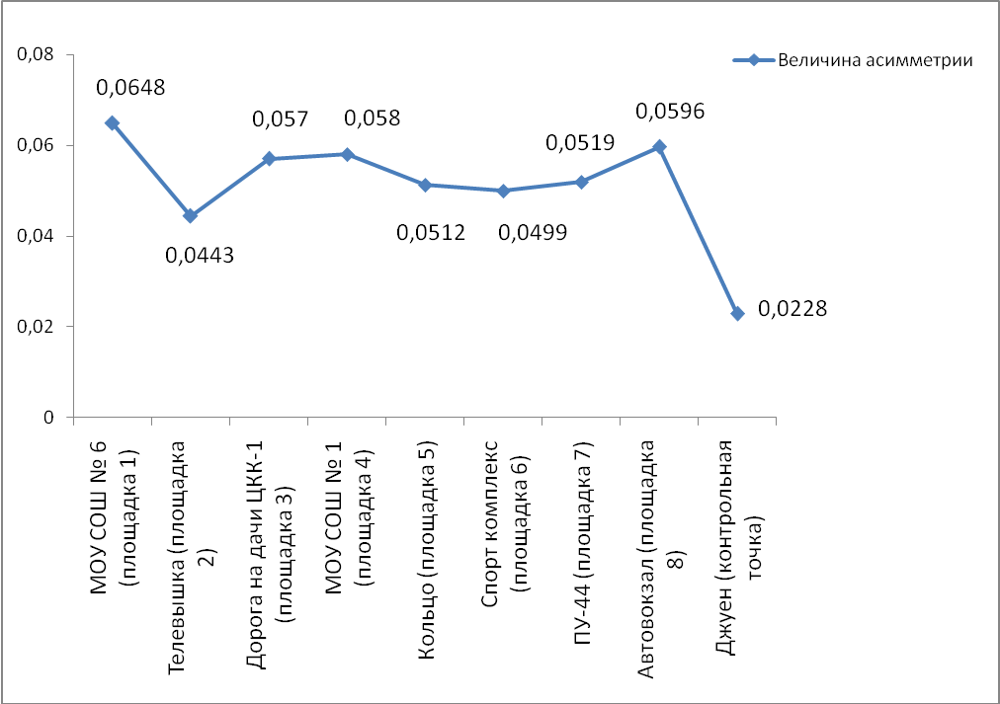 0,08
0,06
0,04
0,02
0
0,0648
0,0443
0,057
0,058
0,0512
0,0499
0,0519
0,0596
0,0228
Величина асимметрии
МОУ СОШ № 6
(площадка 1)
Телевышка (площадка
2)
Дорога на дачи ЦКК-1
(площадка 3)
МОУ СОШ № 1
(площадка 4)
Кольцо (площадка 5)
Спорт комплекс
(площадка 6)
ПУ-44 (площадка 7)
Автовокзал (площадка
8)
Джуен (контрольная
точка)